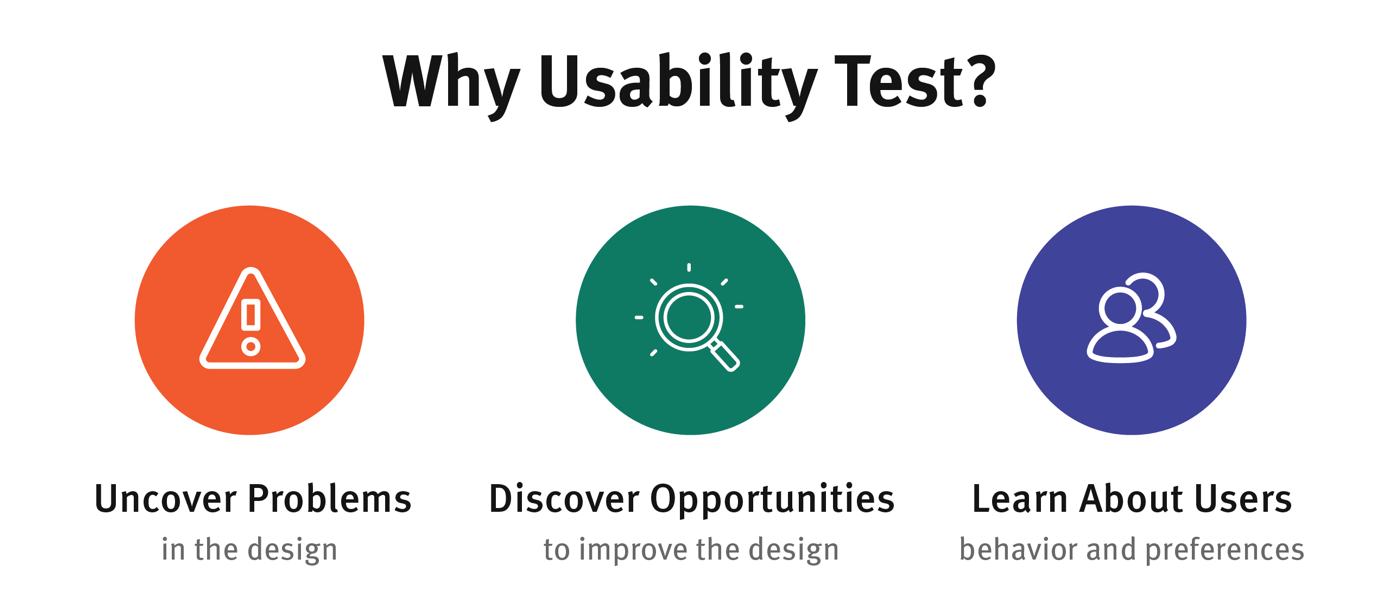 Why Usability Test?
Uncover Problems
in the design
Discover Opportunities
to improve the design
Learn About Users
behavior and preferences